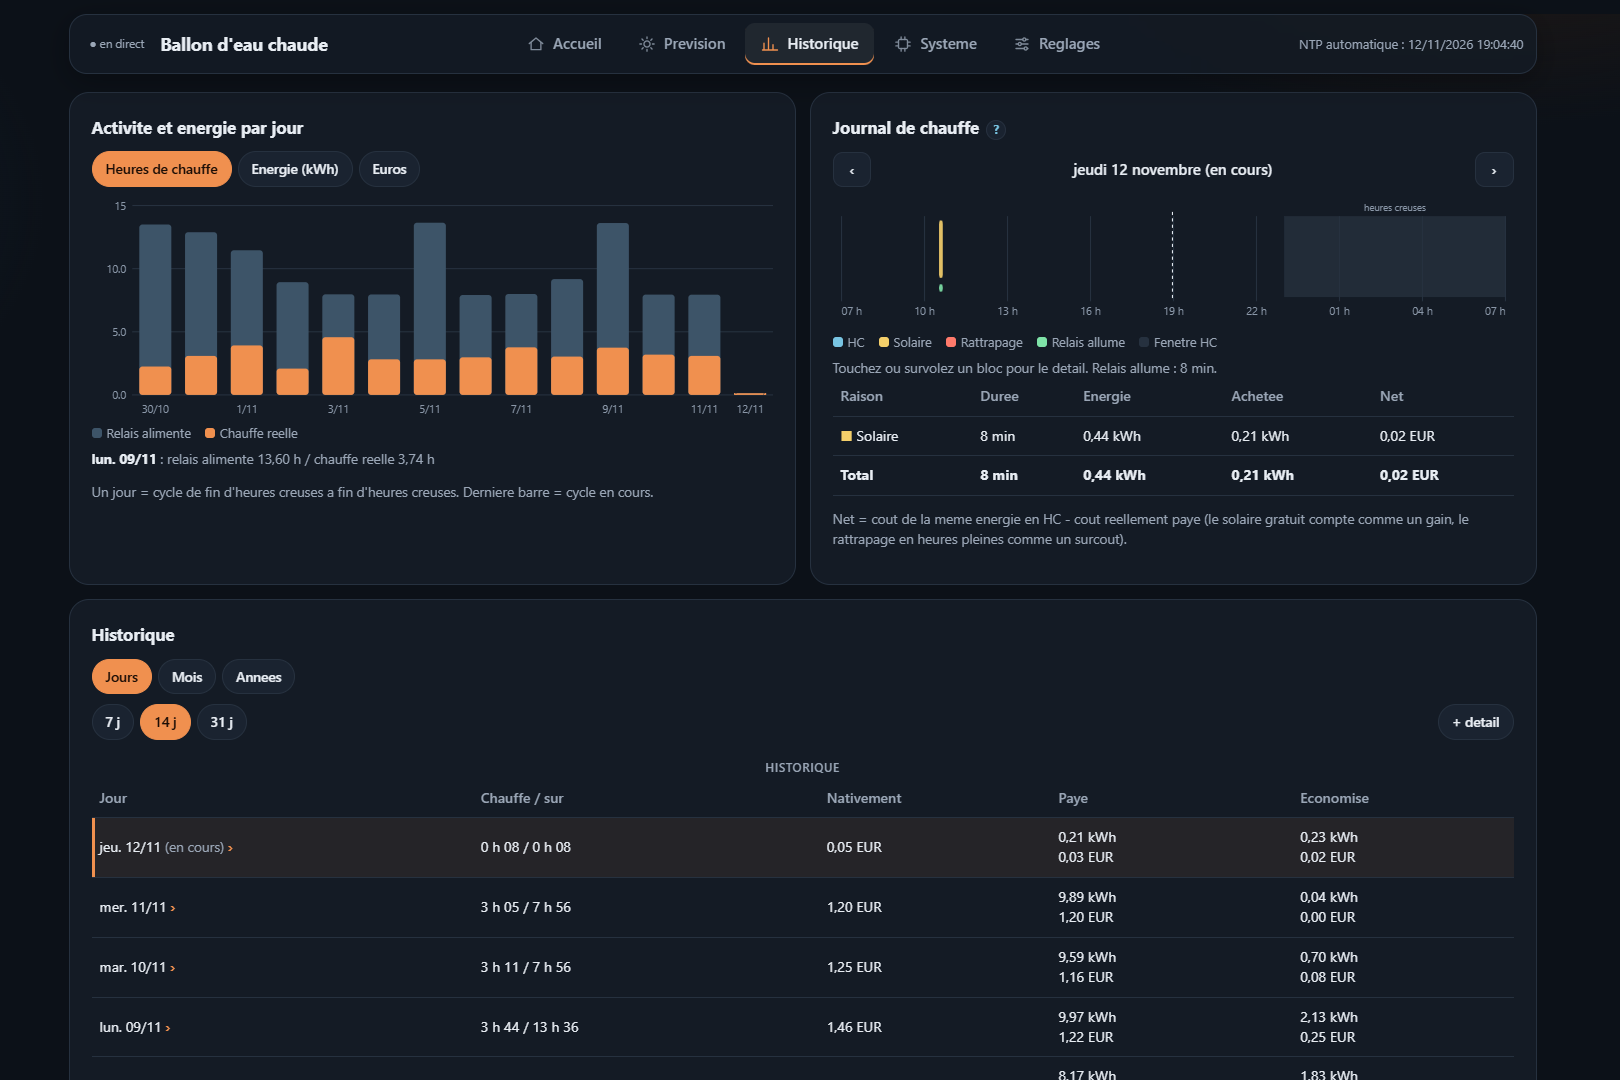 en direct
Ballon d'eau chaude
Accueil
Prevision
Historique
Systeme
Reglages
NTP automatique : 12/11/2026 19:04:40
Activite et energie par jour
Heures de chauffe
Energie (kWh)
Euros
15
10.0
5.0
0.0
30/10
1/11
3/11
5/11
7/11
9/11
11/11
12/11
Relais alimente
Chauffe reelle
lun. 09/11 : relais alimente 13,60 h / chauffe reelle 3,74 h
Un jour = cycle de fin d'heures creuses a fin d'heures creuses. Derniere barre = cycle en cours.
Journal de chauffe ?
‹
jeudi 12 novembre (en cours)
›
heures creuses
07 h
10 h
13 h
16 h
19 h
22 h
01 h
04 h
07 h
HC
Solaire
Rattrapage
Relais allume
Fenetre HC
Touchez ou survolez un bloc pour le detail. Relais allume : 8 min.
Raison Duree Energie Achetee Net
Solaire 8 min 0,44 kWh 0,21 kWh 0,02 EUR
Total 8 min 0,44 kWh 0,21 kWh 0,02 EUR
Net = cout de la meme energie en HC - cout reellement paye (le solaire gratuit compte comme un gain, le
rattrapage en heures pleines comme un surcout).
Historique
Jours
Mois
Annees
7 j
14 j
31 j
+ detail
HISTORIQUE
Jour Chauffe / sur Nativement Paye Economise
jeu. 12/11 (en cours) › 0 h 08 / 0 h 08 0,05 EUR 0,21 kWh 0,23 kWh
0,03 EUR 0,02 EUR
mer. 11/11 › 3 h 05 / 7 h 56 1,20 EUR 9,89 kWh 0,04 kWh
1,20 EUR 0,00 EUR
mar. 10/11 › 3 h 11 / 7 h 56 1,25 EUR 9,59 kWh 0,70 kWh
1,16 EUR 0,08 EUR
lun. 09/11 › 3 h 44 / 13 h 36 1,46 EUR 9,97 kWh 2,13 kWh
1,22 EUR 0,25 EUR
8,17 kWh 1,83 kWh